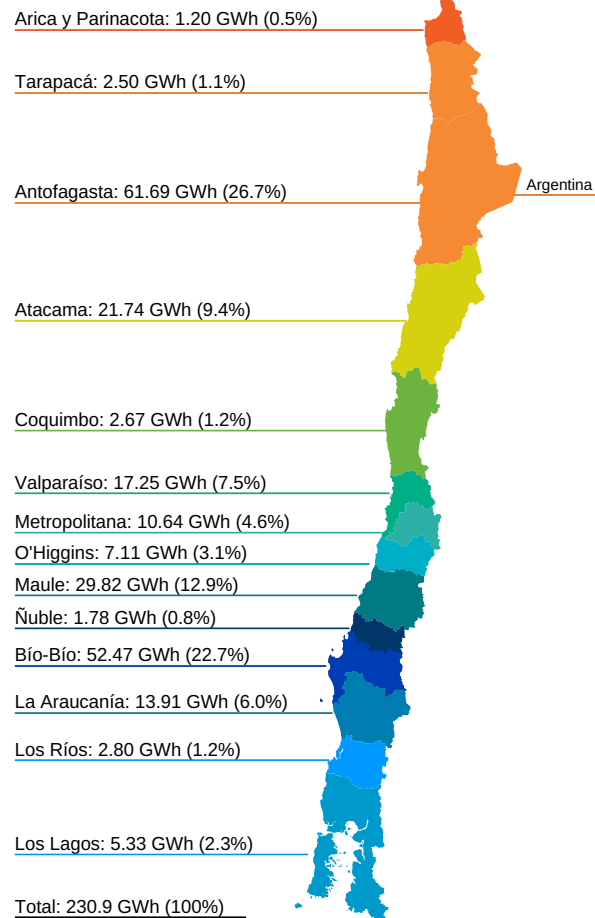 Arica y Parinacota: 1.20 GWh (0.5%)
Tarapacá: 2.50 GWh (1.1%)
Antofagasta: 61.69 GWh (26.7%)
Argentina
Atacama: 21.74 GWh (9.4%)
Coquimbo: 2.67 GWh (1.2%)
Valparaíso: 17.25 GWh (7.5%)
Metropolitana: 10.64 GWh (4.6%)
O'Higgins: 7.11 GWh (3.1%)
Maule: 29.82 GWh (12.9%)
Ñuble: 1.78 GWh (0.8%)
Bío-Bío: 52.47 GWh (22.7%)
La Araucanía: 13.91 GWh (6.0%)
Los Ríos: 2.80 GWh (1.2%)
Los Lagos: 5.33 GWh (2.3%)
Total: 230.9 GWh (100%)